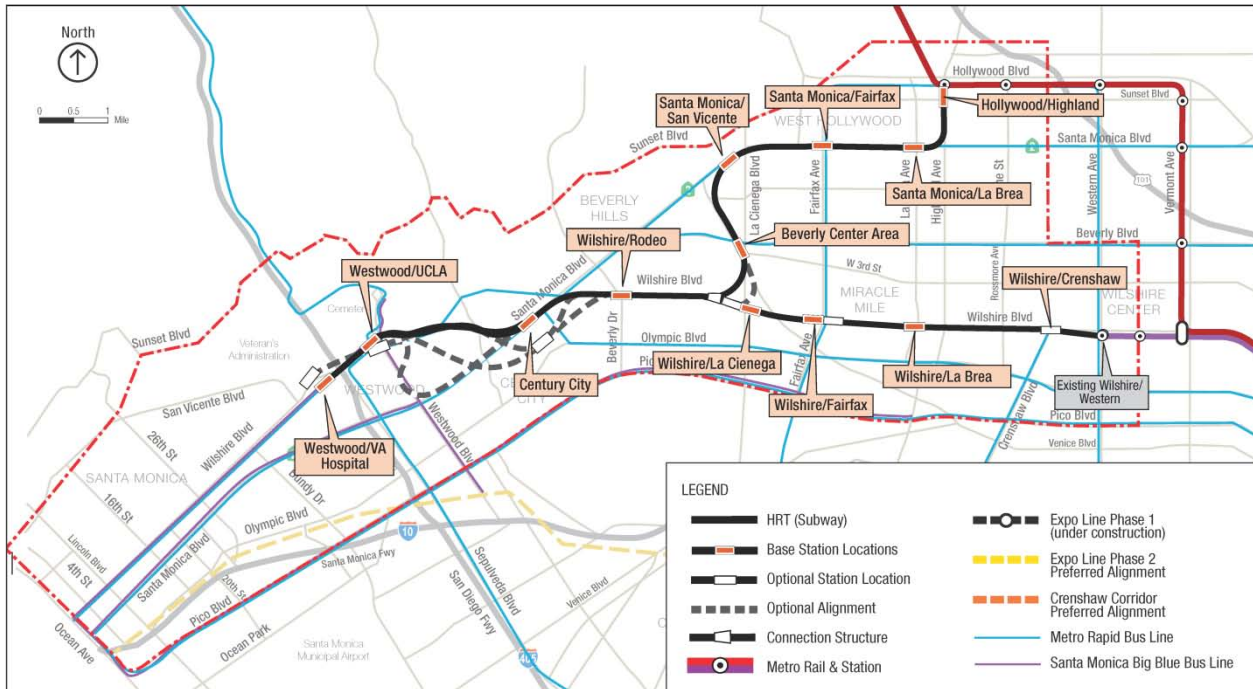 North
0 0.5 1
Mile
Hollywood Blvd
Sunset Blvd
Hollywood/Highland
Santa Monica/
San Vicente
Santa Monica/Fairfax
WEST HOLLYWOOD
Sunset Blvd
Santa Monica Blvd
101
Santa Monica/La Brea
La Cienega Blvd
Fairfax Ave
Western Ave
Vermont Ave
BEVERLY
HILLS
Beverly Center Area
Beverly Blvd
Wilshire/Rodeo
Wilshire Blvd
W 3rd St
Rossmore Ave
Wilshire/Crenshaw
Westwood/UCLA
Santa Monica Blvd
MIRACLE
MILE
Wilshire Blvd
WILSHIRE
CENTER
Sunset Blvd
Veteran's
Administration
Beverly Dr
Olympic Blvd
Wilshire/La Cienega
Fairfax Ave
Wilshire/La Brea
Century City
Wilshire/Fairfax
Crenshaw Blvd
Existing Wilshire/
Western
Pico Blvd
Venice Blvd
San Vicente Blvd
WESTWOOD
Westwood/VA
Hospital
26th St
Wilshire Blvd
SANTA MONICA
16th St
Bundy Dr
Olympic Blvd
10
Lincoln Blvd
4th St
Santa Monica Blvd
20th St
Santa Monica Fwy
Pico Blvd
Sepulveda Blvd
San Diego Fwy
Venice Blvd
Ocean Ave
Ocean Park
Santa Monica
Municipal Airport
405
LEGEND
HRT (Subway)
Base Station Locations
Optional Station Location
Optional Alignment
Connection Structure
Metro Rail & Station
Expo Line Phase 1
(under construction)
Expo Line Phase 2
Preferred Alignment
Crenshaw Corridor
Preferred Alignment
Metro Rapid Bus Line
Santa Monica Big Blue Bus Line